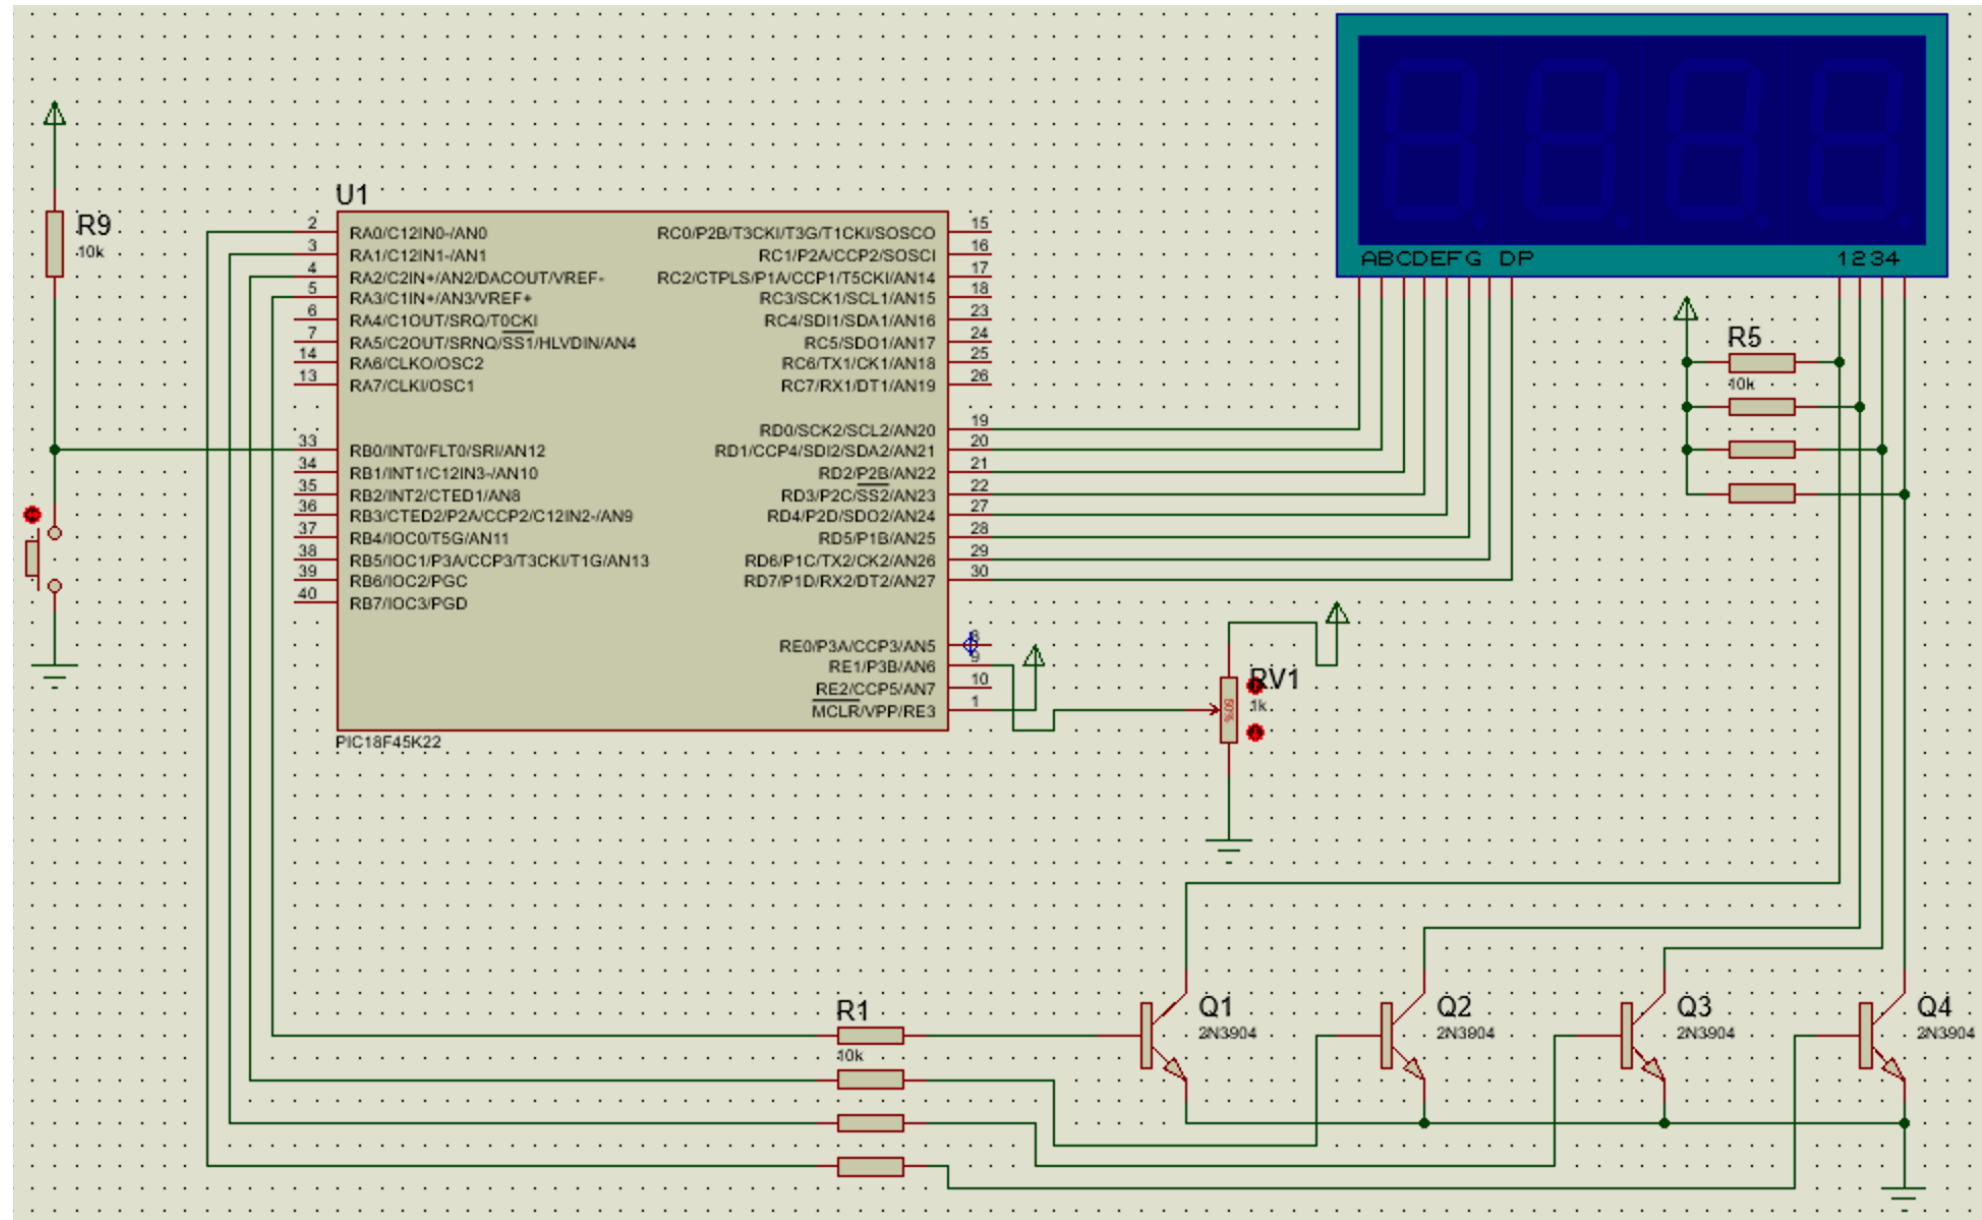 ABCDEFG DP
1234
R5
10k
R9
10k
U1
2
RA0/C12IN0-/AN0
3
RA1/C12IN1-/AN1
4
RA2/C2IN+/AN2/DACOUT/VREF-
5
RA3/C1IN+/AN3/VREF+
6
RA4/C1OUT/SRQ/T0CKI
7
RA5/C2OUT/SRNQ/SS1/HLVDIN/AN4
14
RA6/CLKO/OSC2
13
RA7/CLKI/OSC1
33
RB0/INT0/FLT0/SRI/AN12
34
RB1/INT1/C12IN3-/AN10
35
RB2/INT2/CTED1/AN8
36
RB3/CTED2/P2A/CCP2/C12IN2-/AN9
37
RB4/IOC0/T5G/AN11
38
RB5/IOC1/P3A/CCP3/T3CKI/T1G/AN13
39
RB6/IOC2/PGC
40
RB7/IOC3/PGD
RC0/P2B/T3CKI/T3G/T1CKI/SOSCO
15
RC1/P2A/CCP2/SOSCI
16
RC2/CTPLS/P1A/CCP1/T5CKI/AN14
17
RC3/SCK1/SCL1/AN15
18
RC4/SDI1/SDA1/AN16
23
RC5/SDO1/AN17
24
RC6/TX1/CK1/AN18
25
RC7/RX1/DT1/AN19
26
RD0/SCK2/SCL2/AN20
19
RD1/CCP4/SDI2/SDA2/AN21
20
RD2/P2B/AN22
21
RD3/P2C/SS2/AN23
22
RD4/P2D/SDO2/AN24
27
RD5/P1B/AN25
28
RD6/P1C/TX2/CK2/AN26
29
RD7/P1D/RX2/DT2/AN27
30
RE0/P3A/CCP3/AN5
8
RE1/P3B/AN6
9
RE2/CCP5/AN7
10
MCLR/VPP/RE3
1
PIC18F45K22
RV1
1k
50%
R1
10k
Q1
2N3904
Q2
2N3904
Q3
2N3904
Q4
2N3904